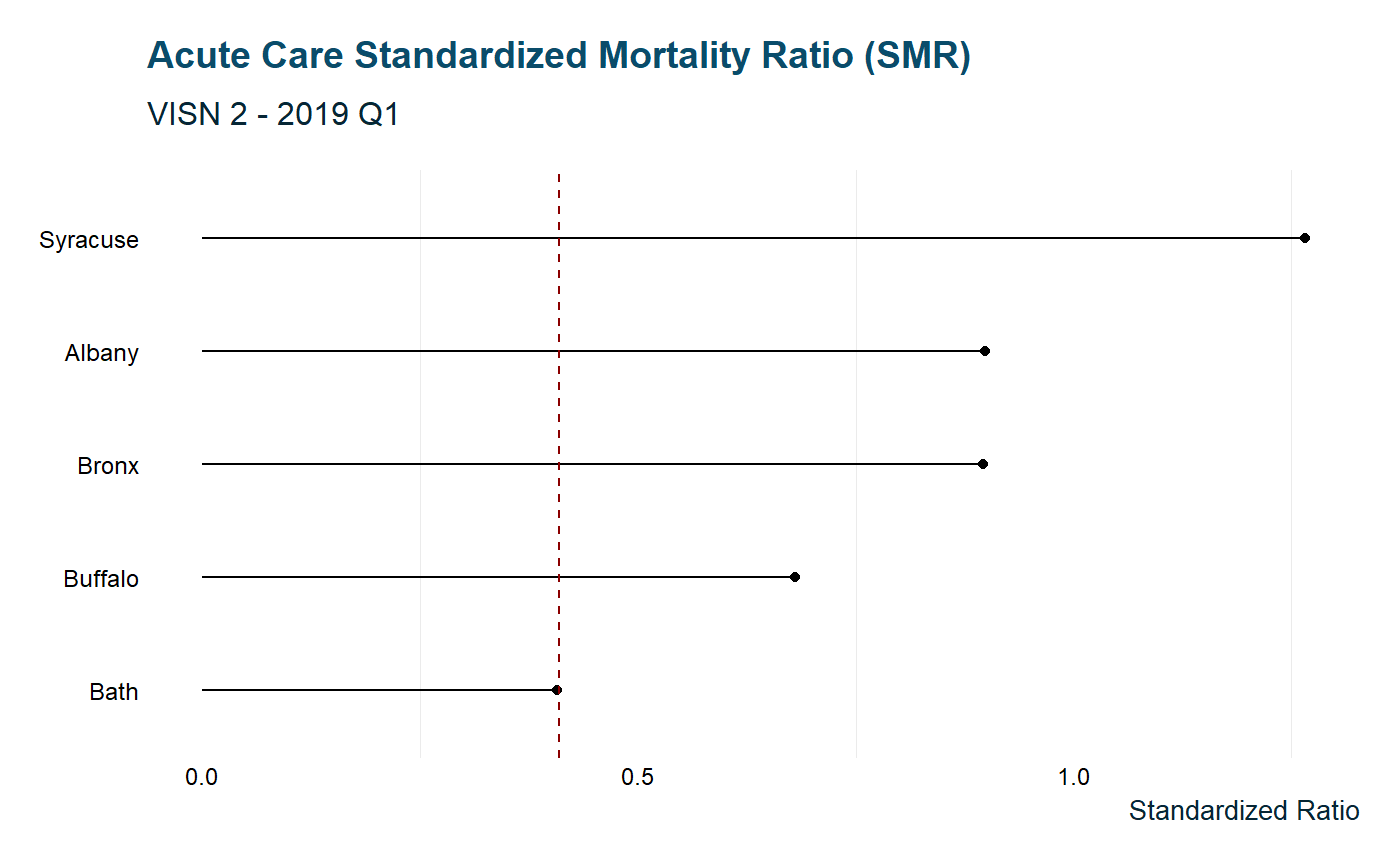 Acute Care Standardized Mortality Ratio (SMR)
VISN 2 - 2019 Q1
Syracuse
Albany
Bronx
Buffalo
Bath
0.0 0.5 1.0
Standardized Ratio